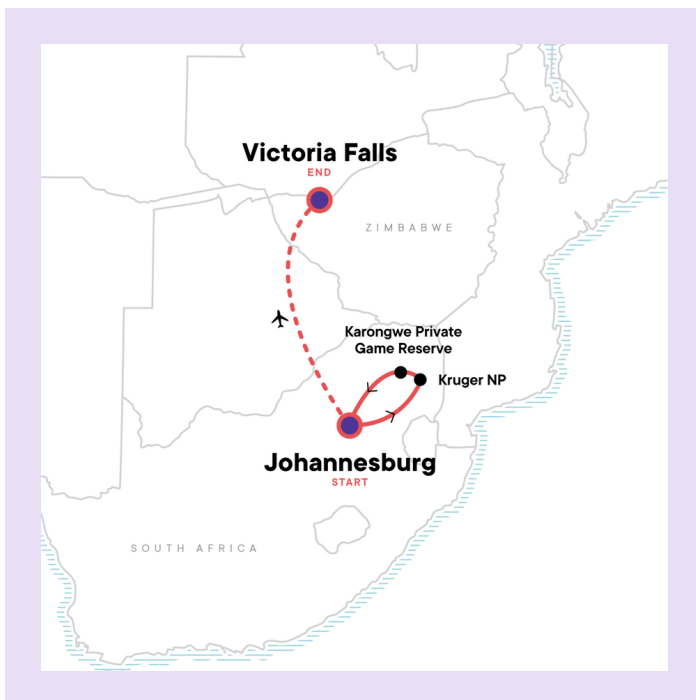 Victoria Falls
END
ZIMBABWE
Karongwe Private
Game Reserve
Kruger NP
Johannesburg
START
SOUTH AFRICA